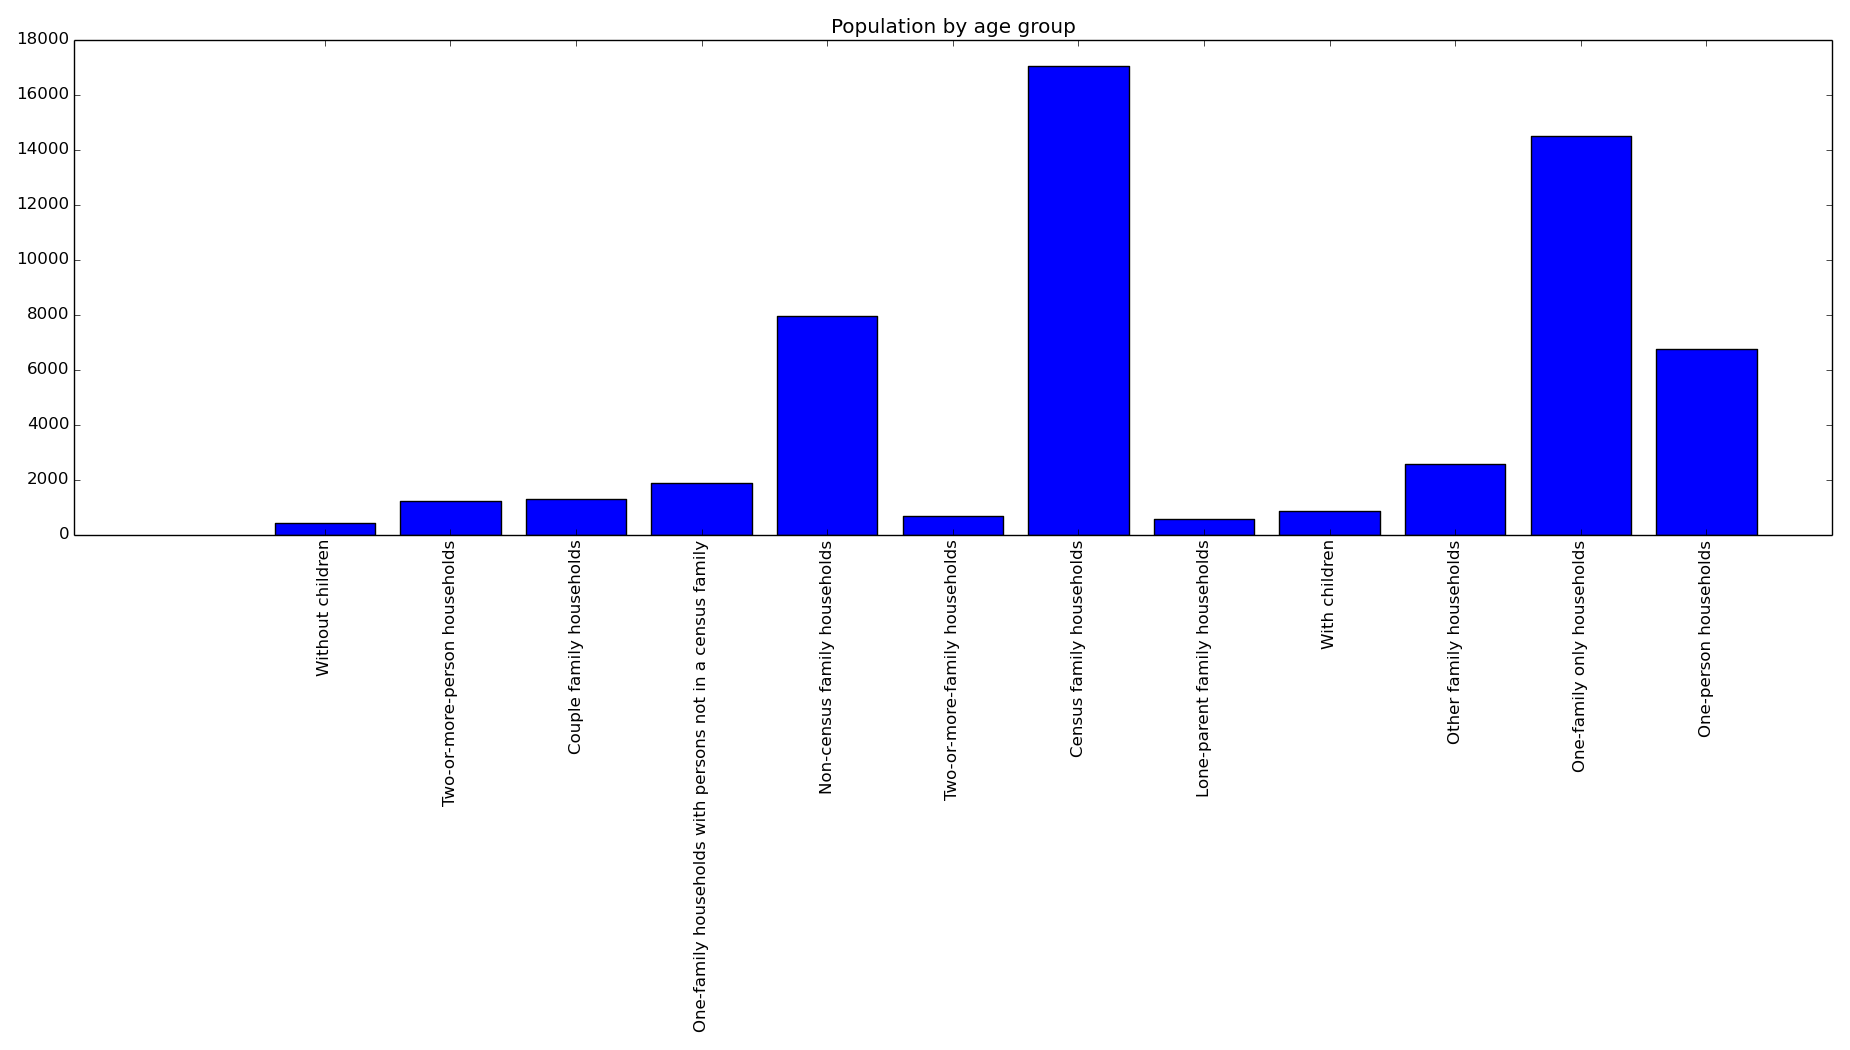 Population by age group
18000
16000
14000
12000
10000
8000
6000
4000
2000
0
Without children
Two-or-more-person households
Couple family households
One-family households with persons not in a census family
Non-census family households
Two-or-more-family households
Census family households
Lone-parent family households
With children
Other family households
One-family only households
One-person households